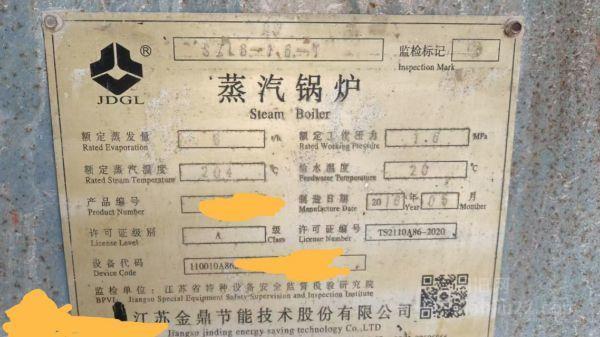 JDGL ®
监检标记
Inspection Mark
蒸汽锅炉
Steam Boiler
额定蒸发量 t/h 额定工作压力 1.6 MPa
Rated Evaporation Rated Working Pressure
额定蒸汽温度 204 ℃ 给水温度 20 ℃
Rated Steam Temperature Feedwater Temperature
产品编号 制造日期 20 年 月
Product Number Manufacture Date Year Monther
许可证级别 A 级 许可证编号 TS2110A86-2020
License Level Class License Number
设备代码 110010A86
Device Code
监检单位: 江苏省特种设备安全监督检验研究院
BPVI Jiangsu Special Equipment Safety Supervision and Inspection Institute
江苏金鼎节能技术股份有限公司
Jiangsu jinding energy saving technology Co.,LTD